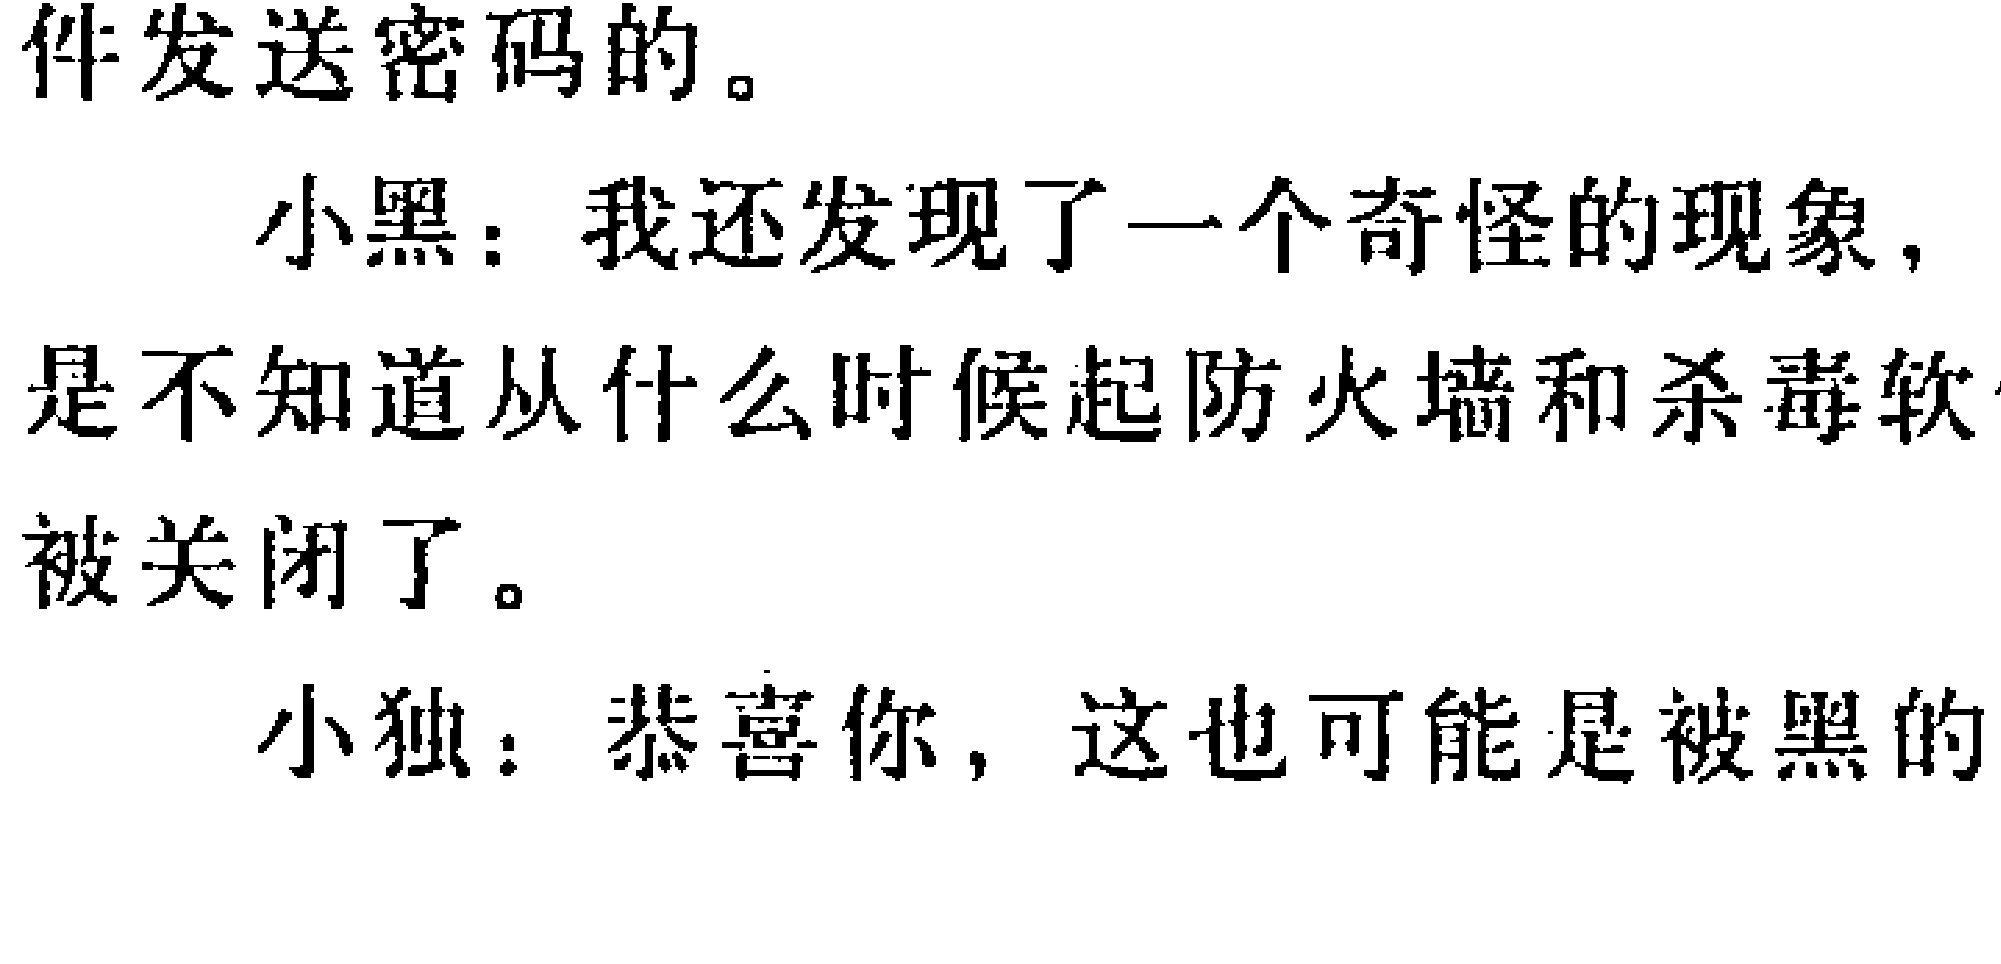 件发送密码的。
小黑：我还发现了一个奇怪的现象，
是不知道从什么时候起防火墙和杀毒软
被关闭了。
小独：恭喜你，这也可能是被黑的